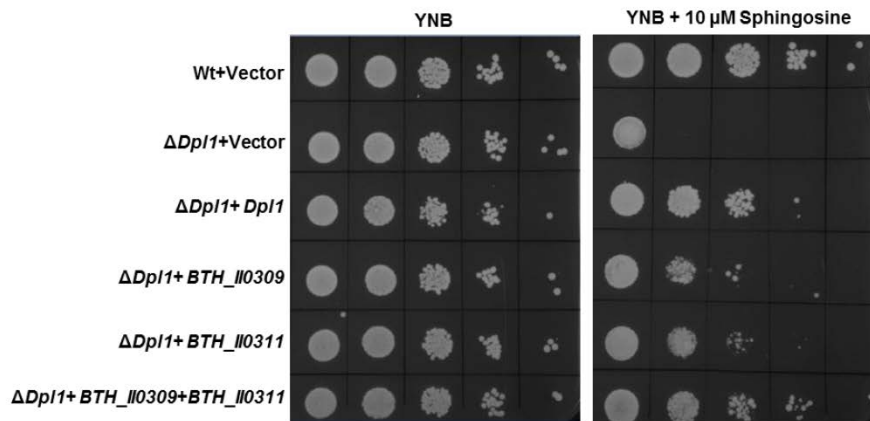 YNB
YNB + 10 µM Sphingosine
Wt+Vector
ΔDpl1+Vector
ΔDpl1+ Dpl1
ΔDpl1+ BTH_II0309
ΔDpl1+ BTH_II0311
ΔDpl1+ BTH_II0309+BTH_II0311